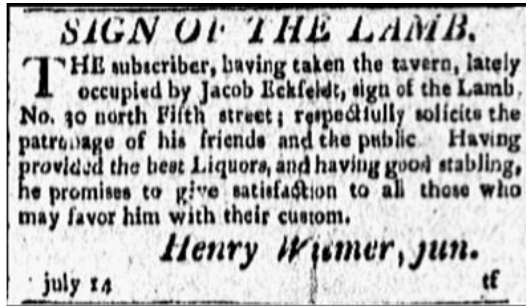 SIGN OF THE LAMB.
THE subscriber, having taken the tavern, lately
occupied by Jacob Eckfeldt, sign of the Lamb,
No. 30 north Fifth street; respectfully solicits the
patronage of his friends and the public Having
provided the best Liquors, and having good stabling,
he promises to give satisfaction to all those who
may favor him with their custom.
Henry Wismer, jun.
july 14 tf